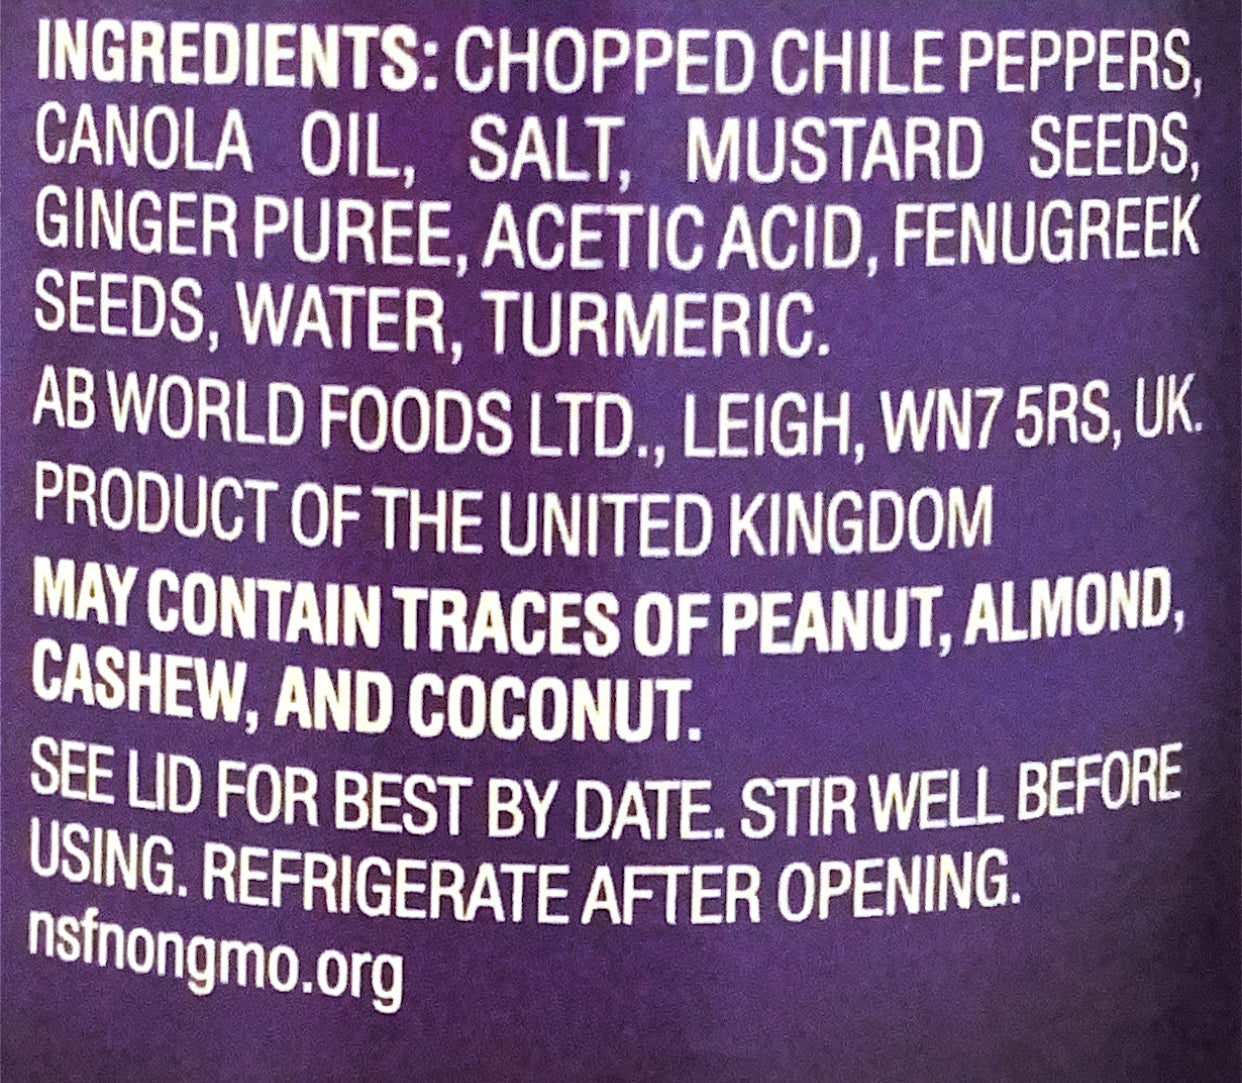 INGREDIENTS: CHOPPED CHILE PEPPERS,
CANOLA OIL, SALT, MUSTARD SEEDS,
GINGER PUREE, ACETIC ACID, FENUGREEK
SEEDS, WATER, TURMERIC.
AB WORLD FOODS LTD., LEIGH, WN7 5RS, UK.
PRODUCT OF THE UNITED KINGDOM
MAY CONTAIN TRACES OF PEANUT, ALMOND,
CASHEW, AND COCONUT.
SEE LID FOR BEST BY DATE. STIR WELL BEFORE
USING. REFRIGERATE AFTER OPENING.
nsfnongmo.org